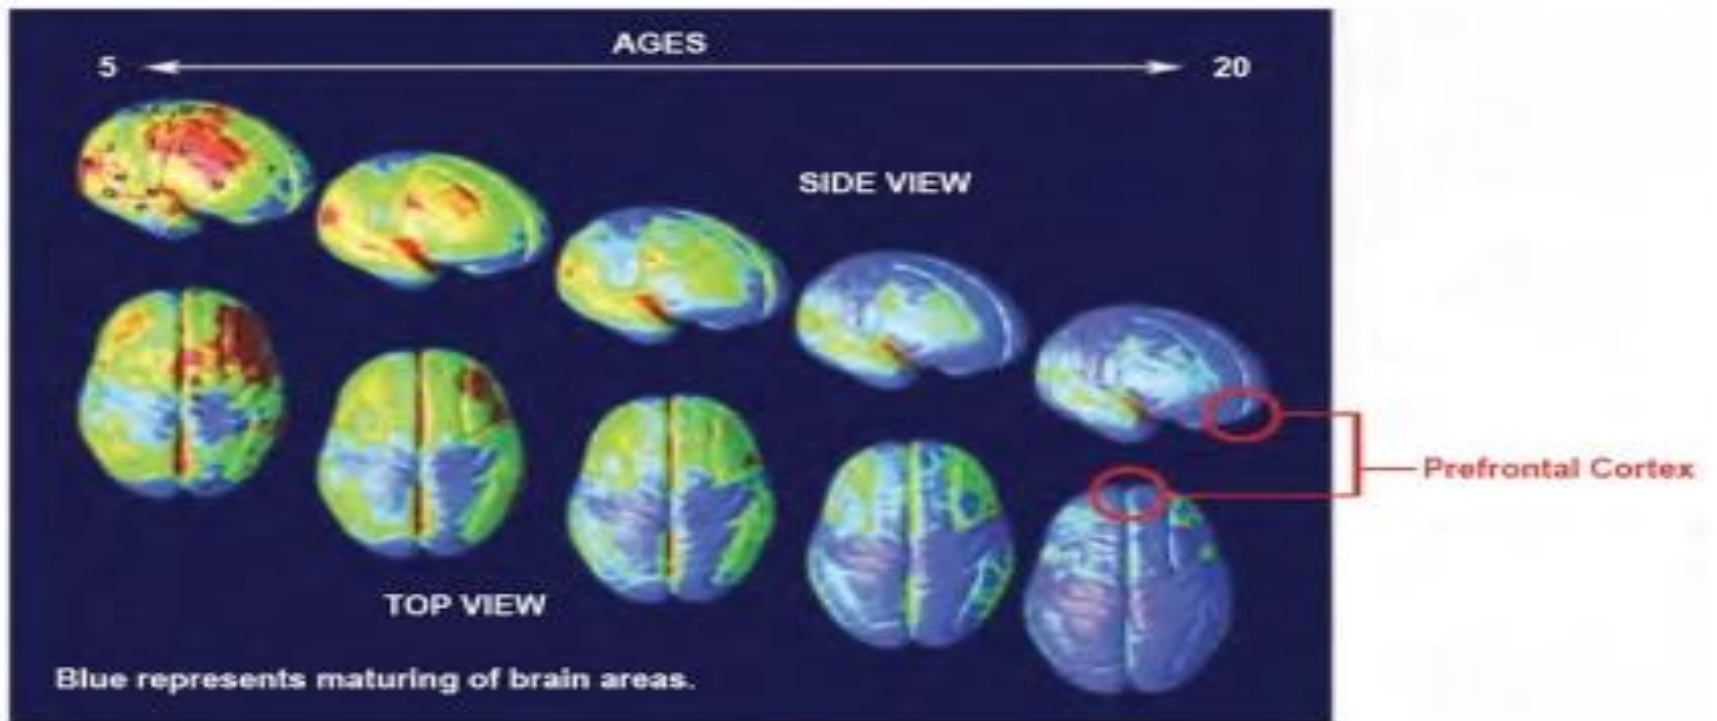 AGES
5
20
SIDE VIEW
Prefrontal Cortex
TOP VIEW
Blue represents maturing of brain areas.